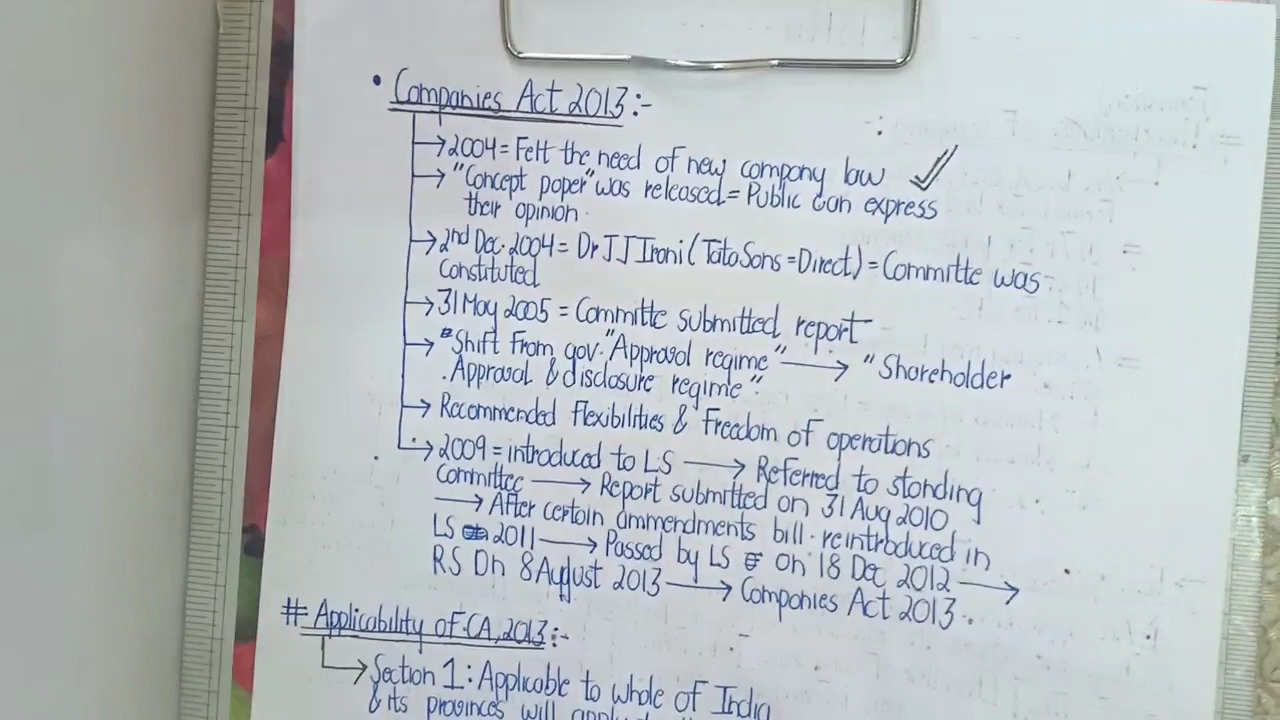 • Companies Act 2013:-
→ 2004 = Felt the need of new company law ✓
→ "Concept paper" was released = Public can express
their opinion.
→ 2nd Dec. 2004 = Dr JJ Irani (Tata Sons = Direct) = Committe was
Constituted
→ 31 May 2005 = Committe submitted report
→ "Shift from gov. "Approval regime" → "Shareholder
Approval & disclosure regime"
→ Recommended Flexibilities & Freedom of operations
→ 2009 = introduced to LS → Referred to standing
Committee → Report submitted on 31 Aug 2010
→ After certain ammendments bill reintroduced in
LS 2011 → Passed by LS on 18 Dec 2012 →
RS On 8 August 2013 → Companies Act 2013.
# Applicability of CA, 2013:-
→ Section 1: Applicable to whole of India
& its provinces will